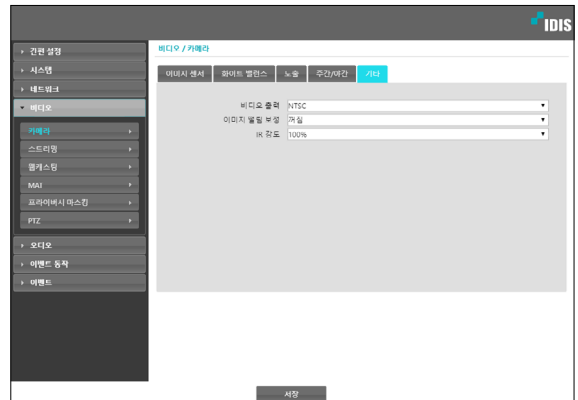 IDIS
간편 설정
시스템
네트워크
비디오
카메라
스트리밍
웹캐스팅
MAT
프라이버시 마스킹
PTZ
오디오
이벤트 동작
이벤트
비디오 / 카메라
이미지 센서 화이트 밸런스 노출 주간/야간 기타
비디오 출력 NTSC
이미지 떨림 보정 꺼짐
IR 강도 100%
저장